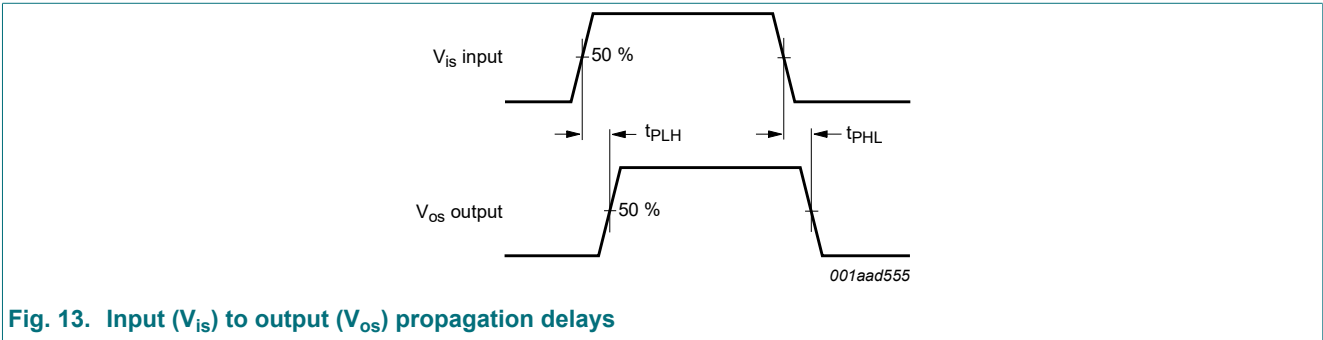 V_is input
50 %
t_PLH
t_PHL
V_os output
50 %
001aad555
Fig. 13. Input (V_is) to output (V_os) propagation delays